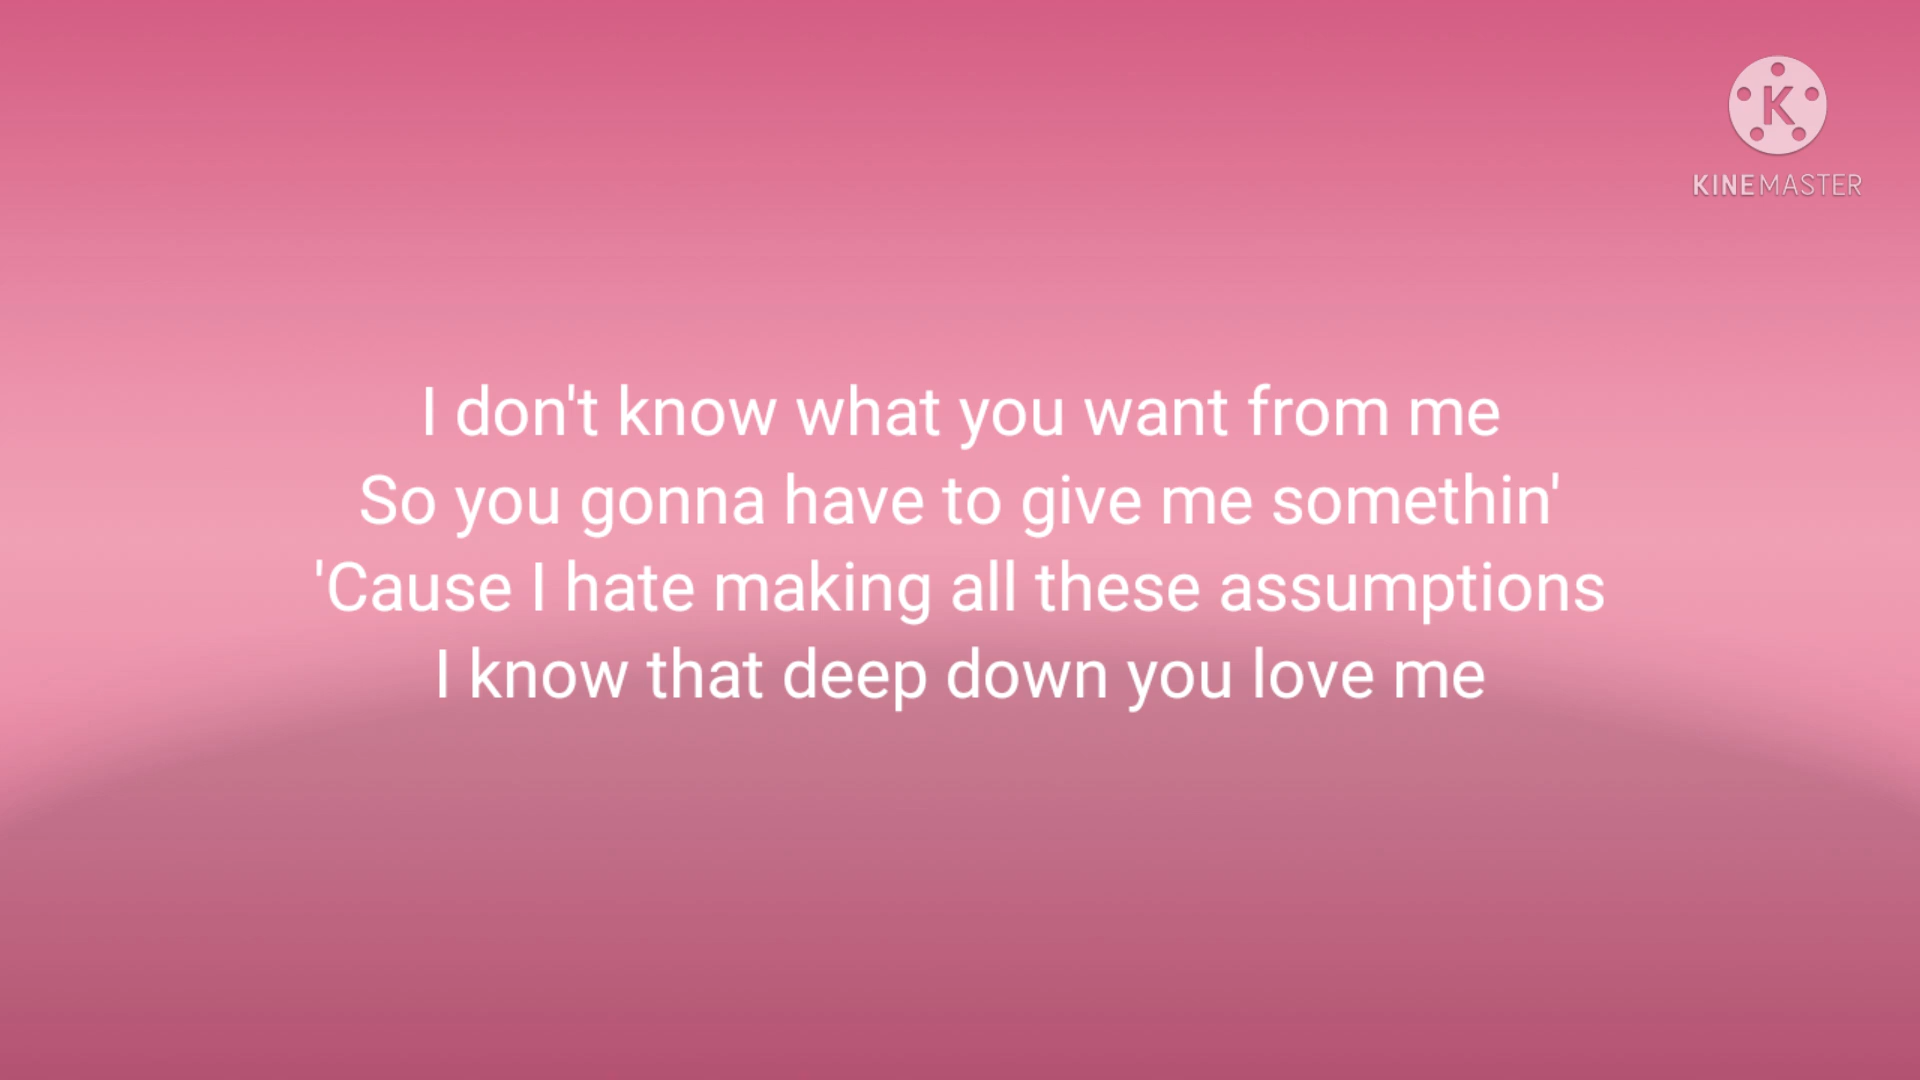 KINEMASTER
I don't know what you want from me
So you gonna have to give me somethin'
'Cause I hate making all these assumptions
I know that deep down you love me